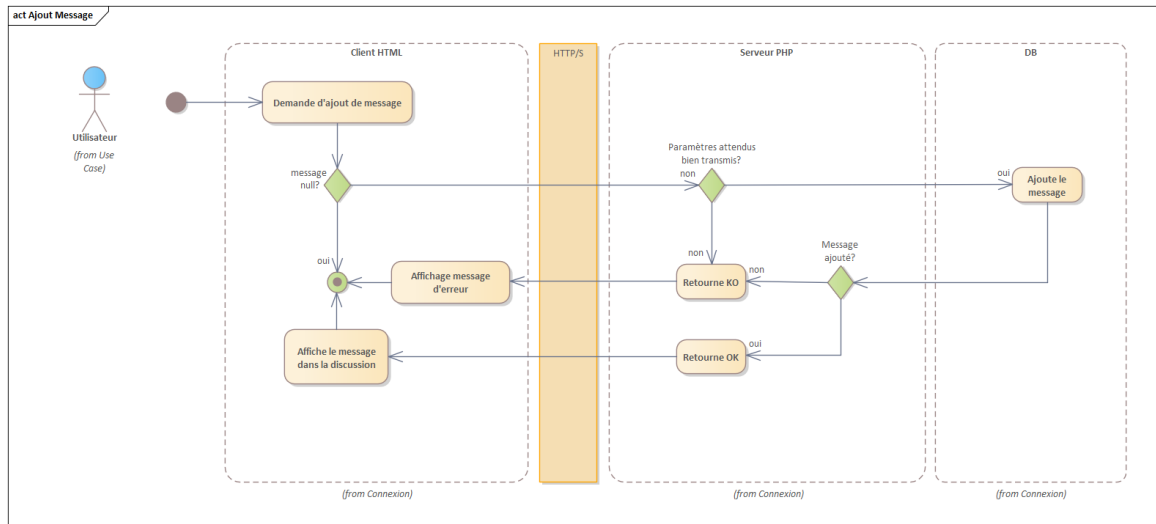 act Ajout Message
Client HTML
HTTP/S
Serveur PHP
DB
Utilisateur
(from Use
Case)
Demande d'ajout de message
message
null?
Paramètres attendus
bien transmis?
non
oui
Ajoute le
message
oui
non
Message
ajouté?
Affichage message
d'erreur
Retourne KO
non
Affiche le message
dans la discussion
Retourne OK
oui
(from Connexion)
(from Connexion)
(from Connexion)